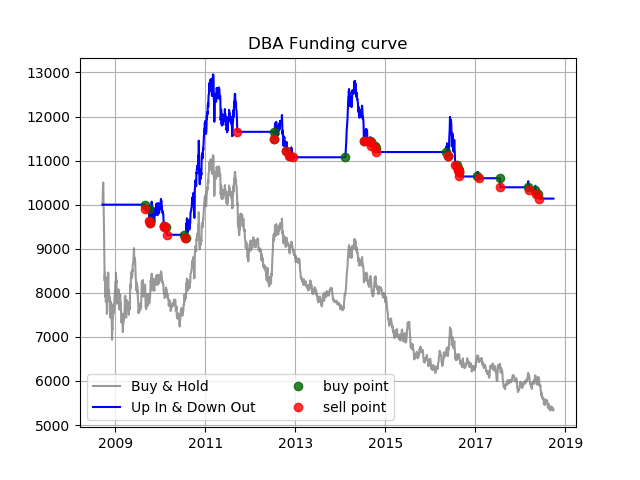 DBA Funding curve
13000
12000
11000
10000
9000
8000
7000
6000
5000
Buy & Hold
Up In & Down Out
buy point
sell point
2009 2011 2013 2015 2017 2019